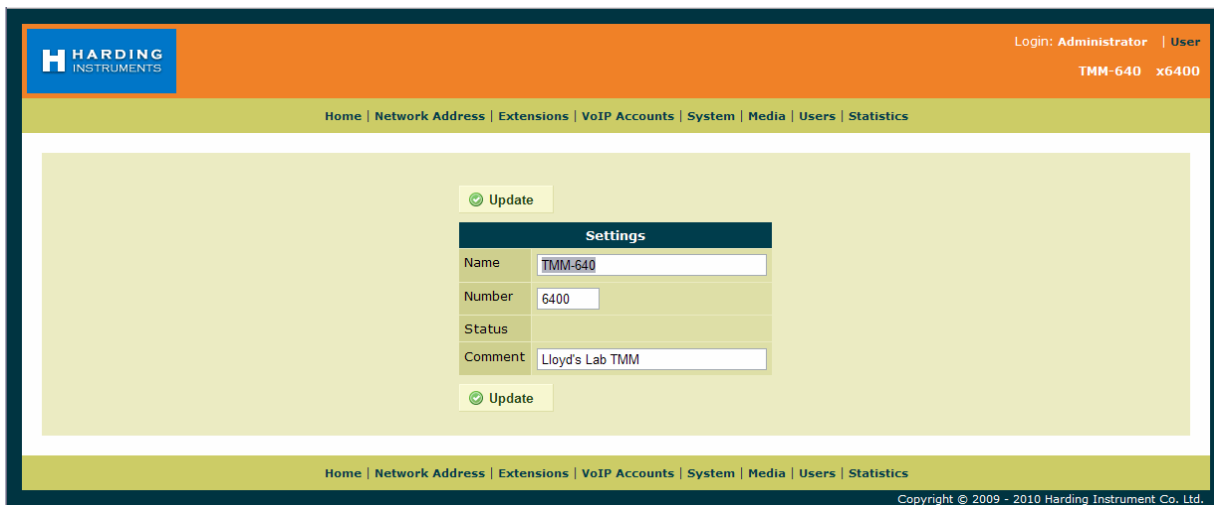 HARDING
INSTRUMENTS
Login: Administrator | User
TMM-640 x6400
Home | Network Address | Extensions | VoIP Accounts | System | Media | Users | Statistics
Update
Settings
Name TMM-640
Number 6400
Status
Comment Lloyd's Lab TMM
Update
Home | Network Address | Extensions | VoIP Accounts | System | Media | Users | Statistics
Copyright © 2009 - 2010 Harding Instrument Co. Ltd.